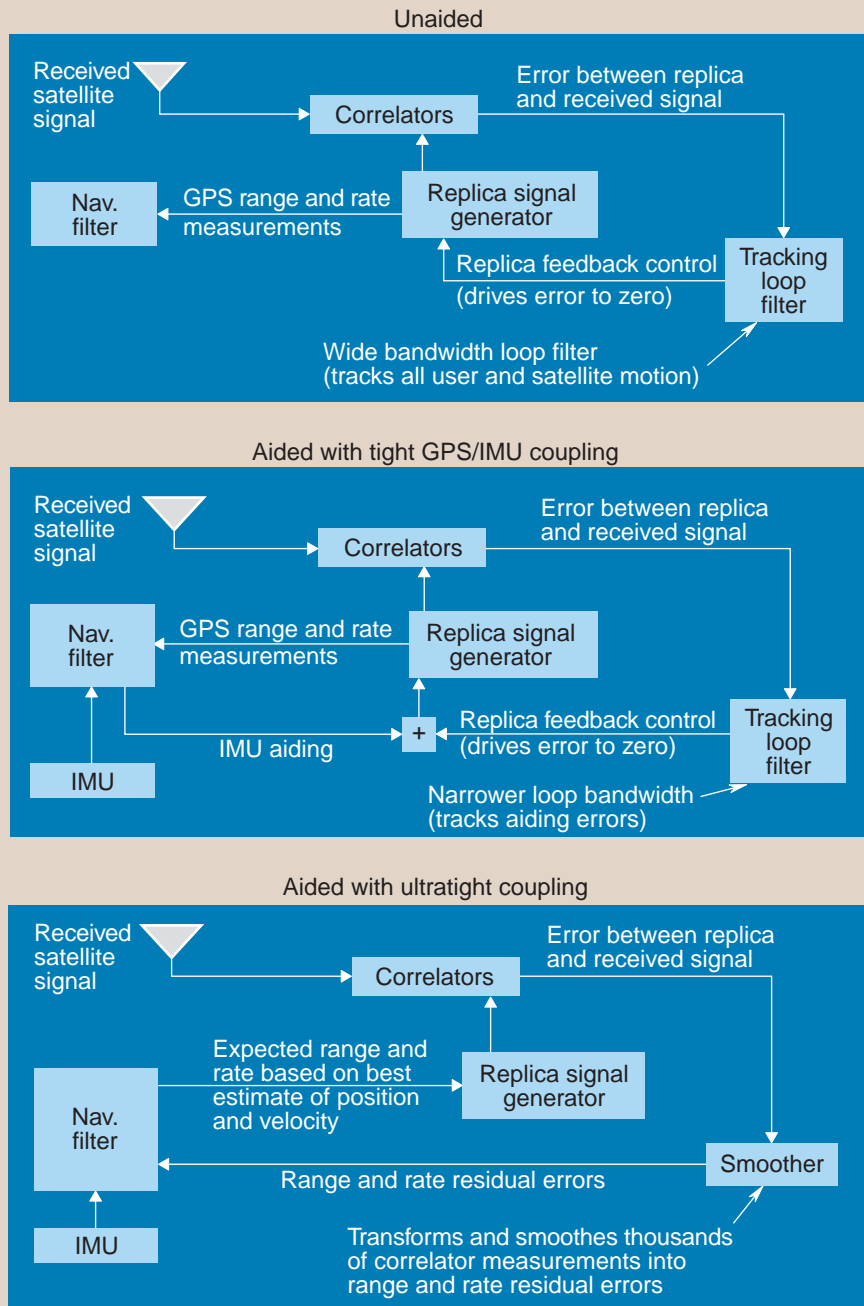 Unaided
Received
satellite
signal
Correlators
Error between replica
and received signal
Nav.
filter
GPS range and rate
measurements
Replica signal
generator
Replica feedback control
(drives error to zero)
Tracking
loop
filter
Wide bandwidth loop filter
(tracks all user and satellite motion)
Aided with tight GPS/IMU coupling
Received
satellite
signal
Correlators
Error between replica
and received signal
Nav.
filter
GPS range and rate
measurements
Replica signal
generator
IMU aiding
+
Replica feedback control
(drives error to zero)
Tracking
loop
filter
IMU
Narrower loop bandwidth
(tracks aiding errors)
Aided with ultratight coupling
Received
satellite
signal
Correlators
Error between replica
and received signal
Nav.
filter
Expected range and
rate based on best
estimate of position
and velocity
Replica signal
generator
Range and rate residual errors
Smoother
IMU
Transforms and smoothes thousands
of correlator measurements into
range and rate residual errors